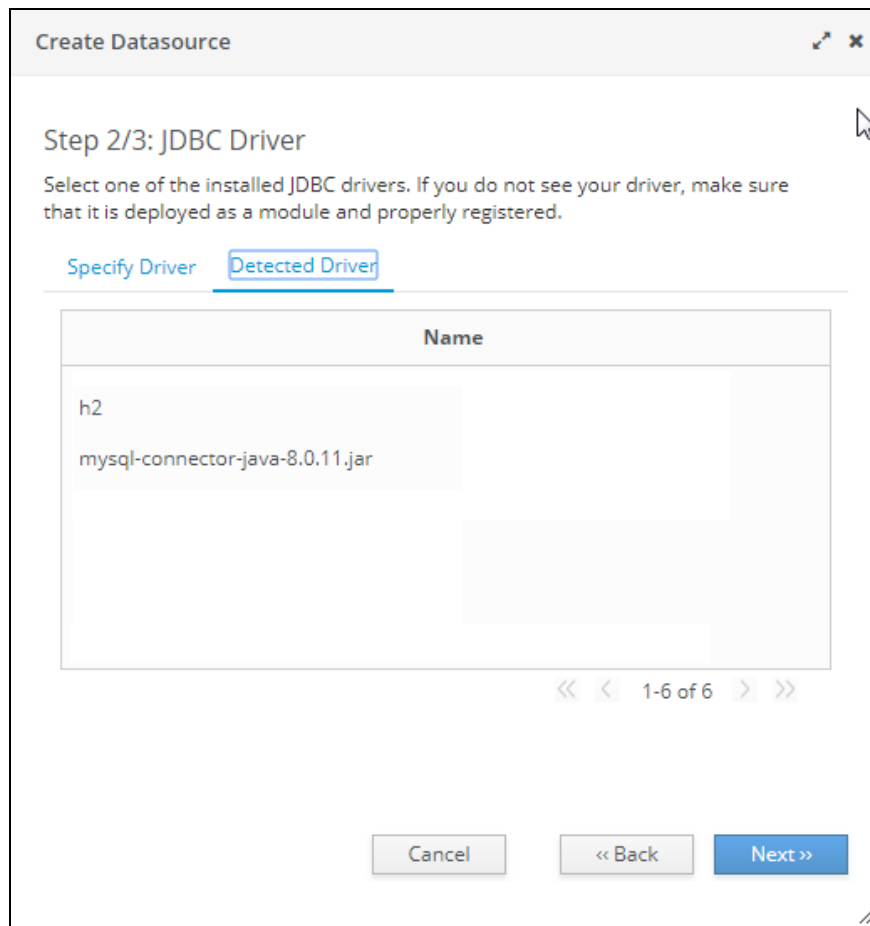 Create Datasource
Step 2/3: JDBC Driver
Select one of the installed JDBC drivers. If you do not see your driver, make sure
that it is deployed as a module and properly registered.
Specify Driver Detected Driver
Name
h2
mysql-connector-java-8.0.11.jar
1-6 of 6
Cancel ‹‹ Back Next ››